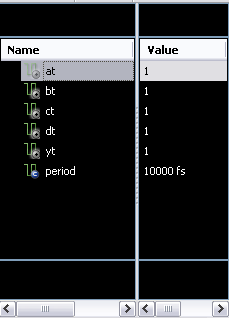 Name Value
at 1
bt 1
ct 1
dt 1
yt 1
period 10000 fs